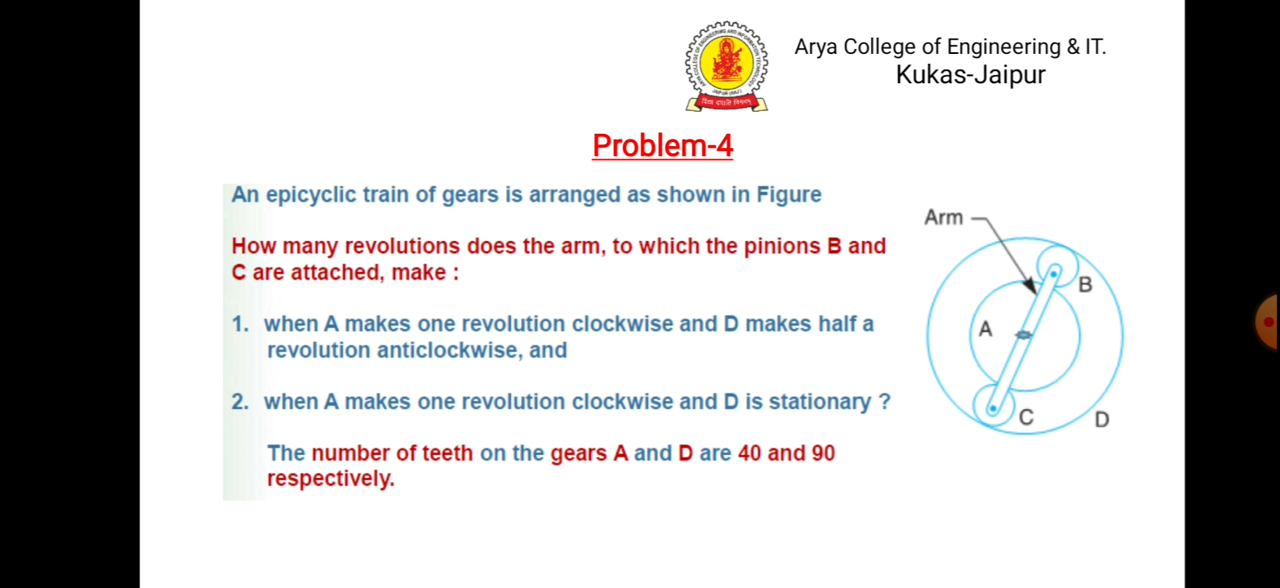 Arya College of Engineering & IT.
Kukas-Jaipur
Problem-4
An epicyclic train of gears is arranged as shown in Figure
How many revolutions does the arm, to which the pinions B and
C are attached, make :
1. when A makes one revolution clockwise and D makes half a
revolution anticlockwise, and
2. when A makes one revolution clockwise and D is stationary ?
The number of teeth on the gears A and D are 40 and 90
respectively.
Arm
B
A
C
D